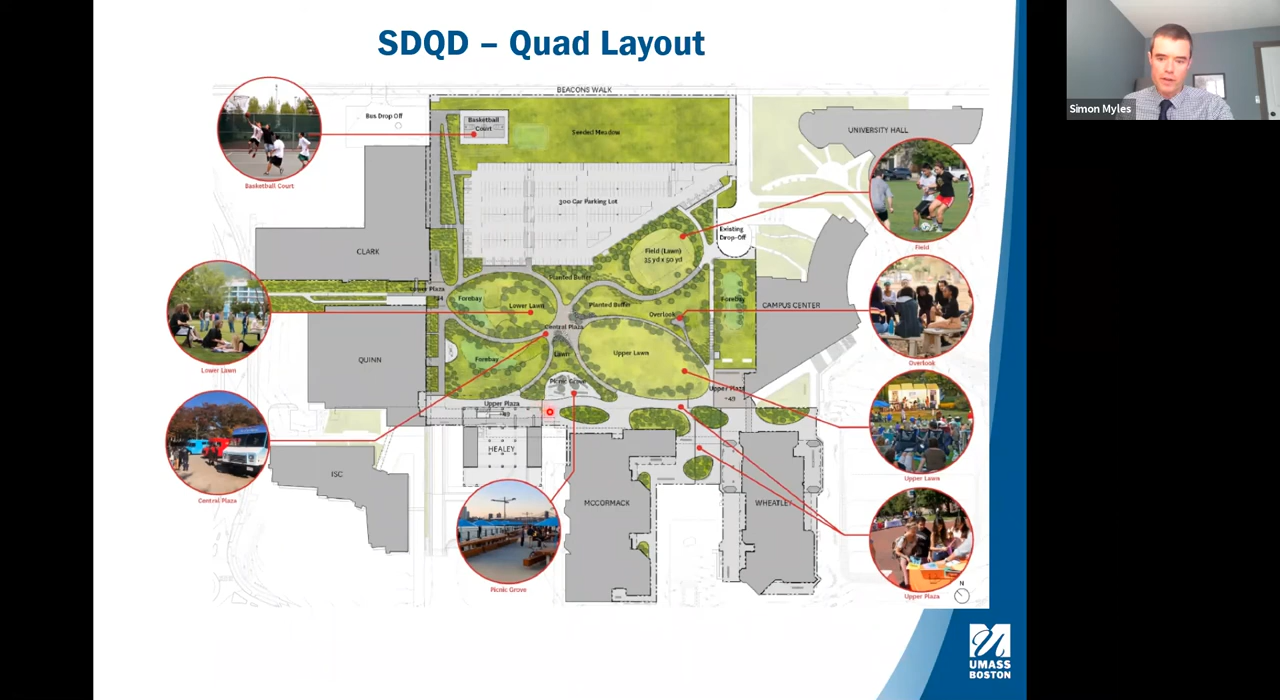 SDQD – Quad Layout
Simon Myles
BEACONS WALK
Bus Drop Off
Basketball
Court
Seeded Meadow
UNIVERSITY HALL
Basketball Court
300 Car Parking Lot
Existing
Drop-Off
Field
CLARK
Field (Lawn)
35 yd x 50 yd
Planted Buffer
Lower Plaza
Forebay
Lower Lawn
Planted Buffer
Forebay
CAMPUS CENTER
Overlook
Central Plaza
QUINN
Forebay
Lawn
Upper Lawn
Overlook
Lower Lawn
Picnic Grove
Upper Plaza
Upper Plaza
HEALEY
ISC
Upper Lawn
Central Plaza
MCCORMACK
WHEATLEY
Picnic Grove
Upper Plaza
N
UMASS
BOSTON